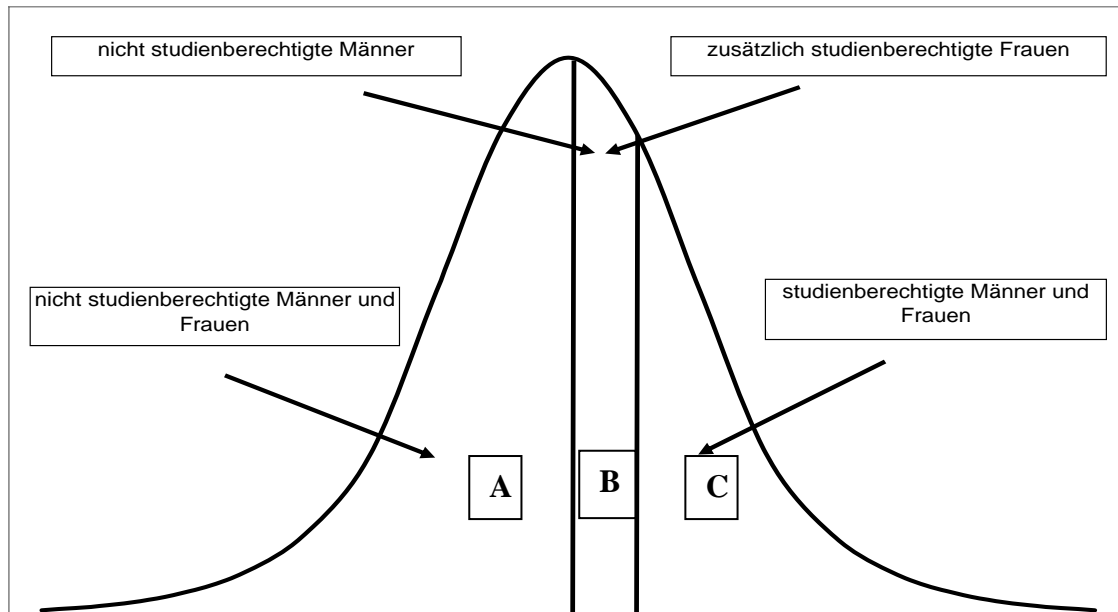 nicht studienberechtigte Männer
zusätzlich studienberechtigte Frauen
nicht studienberechtigte Männer und
Frauen
studienberechtigte Männer und
Frauen
A
B
C